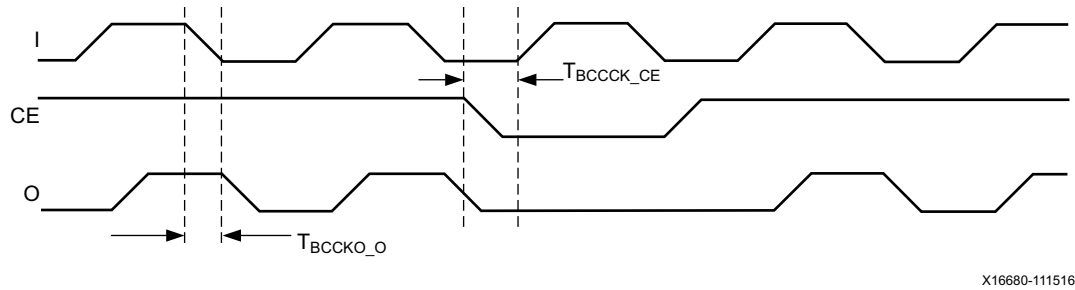 I
T_BCCCK_CE
CE
O
T_BCCKO_O
X16680-111516